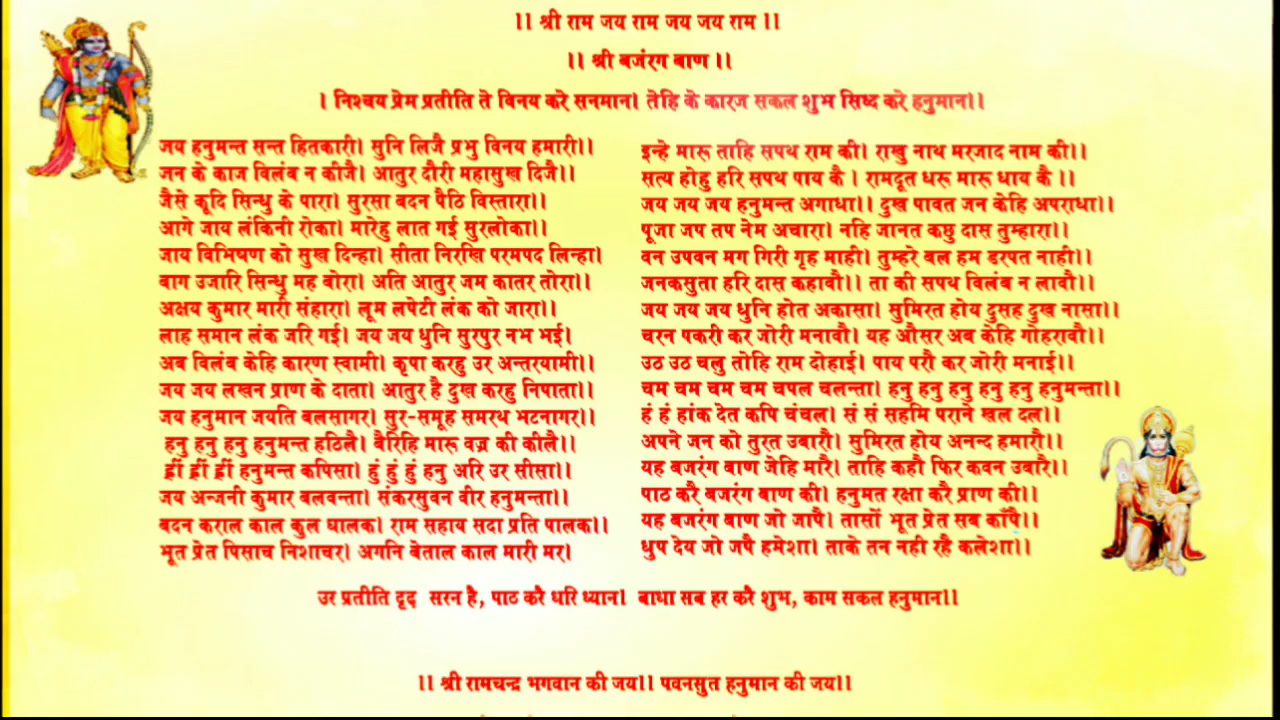 ।। श्री राम जय राम जय जय राम ।।
।। श्री बजंरग बाण ।।
। निश्चय प्रेम प्रतीति ते विनय करे सनमान। तेहि के कारज सकल शुभ सिध्द करे हनुमान।।
जय हनुमन्त सन्त हितकारी। सुनि लिजै प्रभु विनय हमारी।।
जन के काज विलंब न कीजै। आतुर दौरी महासुख दिजै।।
जैसे कूदि सिन्धु के पारा। सुरसा बदन पैठि विस्तारा।।
आगे जाय लंकिनी रोका। मारेहु लात गई सुरलोका।।
जाय विभिषण को सुख दिन्हा। सीता निरखि परमपद लिन्हा।
बाग उजारि सिन्धु मह बोरा। अति आतुर जम कातर तोरा।।
अक्षय कुमार मारी संहारा। लूम लपेटी लंक को जारा।।
लाह समान लंक जरि गई। जय जय धुनि सुरपुर नभ भई।
अब विलंब केहि कारण स्वामी। कृपा करहु उर अन्तरयामी।।
जय जय लखन प्राण के दाता। आतुर है दुख करहु निपाता।।
जय हनुमान जयति बलसागर। सुर-समूह समरथ भटनागर।।
हनु हनु हनु हनुमन्त हठिलै। बैरिहि मारू वज्र की कीलै।।
ह्रीं ह्रीं ह्रीं हनुमन्त कपिसा। हुं हुं हुं हनु अरि उर सीसा।।
जय अन्जनी कुमार बलवन्ता। संकरसुवन वीर हनुमन्ता।।
बदन कराल काल कुल घालक। राम सहाय सदा प्रति पालक।।
भूत प्रेत पिसाच निशाचर। अगनि बेताल काल मारी मर।
इन्हे मारू ताहि सपथ राम की। राखु नाथ मरजाद नाम की।।
सत्य होहु हरि सपथ पाय कै । रामदूत धरू मारू धाय कै ।।
जय जय जय हनुमन्त अगाधा।। दुख पावत जन केहि अपराधा।।
पूजा जप तप नेम अचारा। नहि जानत कछु दास तुम्हारा।।
वन उपवन मग गिरी गृह माही। तुम्हरे बल हम डरपत नाही।।
जनकसुता हरि दास कहावौ।। ता की सपथ विलंब न लावौ।।
जय जय जय धुनि होत अकासा। सुमिरत होय दुसह दुख नासा।।
चरन पकरी कर जोरी मनावौ। यह औसर अब केहि गोहरावौ।।
उठ उठ चलु तोहि राम दोहाई। पाय परौ कर जोरी मनाई।।
चम चम चम चम चपल चलन्ता। हनु हनु हनु हनु हनु हनुमन्ता।।
हं हं हांक देत कपि चंचल। सं सं सहमि पराने खल दल।।
अपने जन को तुरत उबारौ। सुमिरत होय अनन्द हमारौ।।
यह बजरंग बाण जेहि मारै। ताहि कहौ फिर कवन उबारै।।
पाठ करै बजरंग बाण की। हनुमत रक्षा करै प्राण की।।
यह बजरंग बाण जो जापै। तासों भूत प्रेत सब काँपै।।
धुप देय जो जपै हमेशा। ताके तन नही रहै कलेशा।।
उर प्रतीति दृढ सरन है, पाठ करै धरि ध्यान। बाधा सब हर करै शुभ, काम सकल हनुमान।।
।। श्री रामचन्द्र भगवान की जय।। पवनसुत हनुमान की जय।।